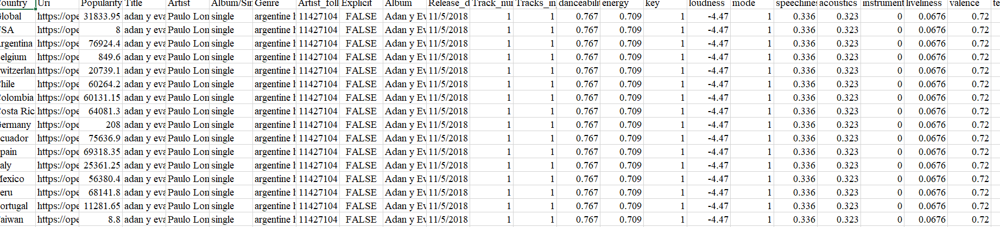 Country Uri Popularity Title Artist Album/Sin Genre Artist_foll Explicit Album Release_d Track_nu Tracks_in danceabilit energy key loudness mode speechines acoustics instrument liveliness valence te
lobal https://ope 31833.95 adan y eva Paulo Lon single argentine h 11427104 FALSE Adan y Ev 11/5/2018 1 1 0.767 0.709 1 -4.47 1 0.336 0.323 0 0.0676 0.72
SA https://ope 8 adan y eva Paulo Lon single argentine h 11427104 FALSE Adan y Ev 11/5/2018 1 1 0.767 0.709 1 -4.47 1 0.336 0.323 0 0.0676 0.72
rgentina https://ope 76924.4 adan y eva Paulo Lon single argentine h 11427104 FALSE Adan y Ev 11/5/2018 1 1 0.767 0.709 1 -4.47 1 0.336 0.323 0 0.0676 0.72
elgium https://ope 849.6 adan y eva Paulo Lon single argentine h 11427104 FALSE Adan y Ev 11/5/2018 1 1 0.767 0.709 1 -4.47 1 0.336 0.323 0 0.0676 0.72
witzerlan https://ope 20739.1 adan y eva Paulo Lon single argentine h 11427104 FALSE Adan y Ev 11/5/2018 1 1 0.767 0.709 1 -4.47 1 0.336 0.323 0 0.0676 0.72
hile https://ope 60264.2 adan y eva Paulo Lon single argentine h 11427104 FALSE Adan y Ev 11/5/2018 1 1 0.767 0.709 1 -4.47 1 0.336 0.323 0 0.0676 0.72
olombia https://ope 60131.15 adan y eva Paulo Lon single argentine h 11427104 FALSE Adan y Ev 11/5/2018 1 1 0.767 0.709 1 -4.47 1 0.336 0.323 0 0.0676 0.72
osta Ric https://ope 64081.3 adan y eva Paulo Lon single argentine h 11427104 FALSE Adan y Ev 11/5/2018 1 1 0.767 0.709 1 -4.47 1 0.336 0.323 0 0.0676 0.72
ermany https://ope 208 adan y eva Paulo Lon single argentine h 11427104 FALSE Adan y Ev 11/5/2018 1 1 0.767 0.709 1 -4.47 1 0.336 0.323 0 0.0676 0.72
cuador https://ope 75636.9 adan y eva Paulo Lon single argentine h 11427104 FALSE Adan y Ev 11/5/2018 1 1 0.767 0.709 1 -4.47 1 0.336 0.323 0 0.0676 0.72
pain https://ope 69318.35 adan y eva Paulo Lon single argentine h 11427104 FALSE Adan y Ev 11/5/2018 1 1 0.767 0.709 1 -4.47 1 0.336 0.323 0 0.0676 0.72
aly https://ope 25361.25 adan y eva Paulo Lon single argentine h 11427104 FALSE Adan y Ev 11/5/2018 1 1 0.767 0.709 1 -4.47 1 0.336 0.323 0 0.0676 0.72
Mexico https://ope 56380.4 adan y eva Paulo Lon single argentine h 11427104 FALSE Adan y Ev 11/5/2018 1 1 0.767 0.709 1 -4.47 1 0.336 0.323 0 0.0676 0.72
eru https://ope 68141.8 adan y eva Paulo Lon single argentine h 11427104 FALSE Adan y Ev 11/5/2018 1 1 0.767 0.709 1 -4.47 1 0.336 0.323 0 0.0676 0.72
ortugal https://ope 11281.65 adan y eva Paulo Lon single argentine h 11427104 FALSE Adan y Ev 11/5/2018 1 1 0.767 0.709 1 -4.47 1 0.336 0.323 0 0.0676 0.72
aiwan https://ope 8.8 adan y eva Paulo Lon single argentine h 11427104 FALSE Adan y Ev 11/5/2018 1 1 0.767 0.709 1 -4.47 1 0.336 0.323 0 0.0676 0.72